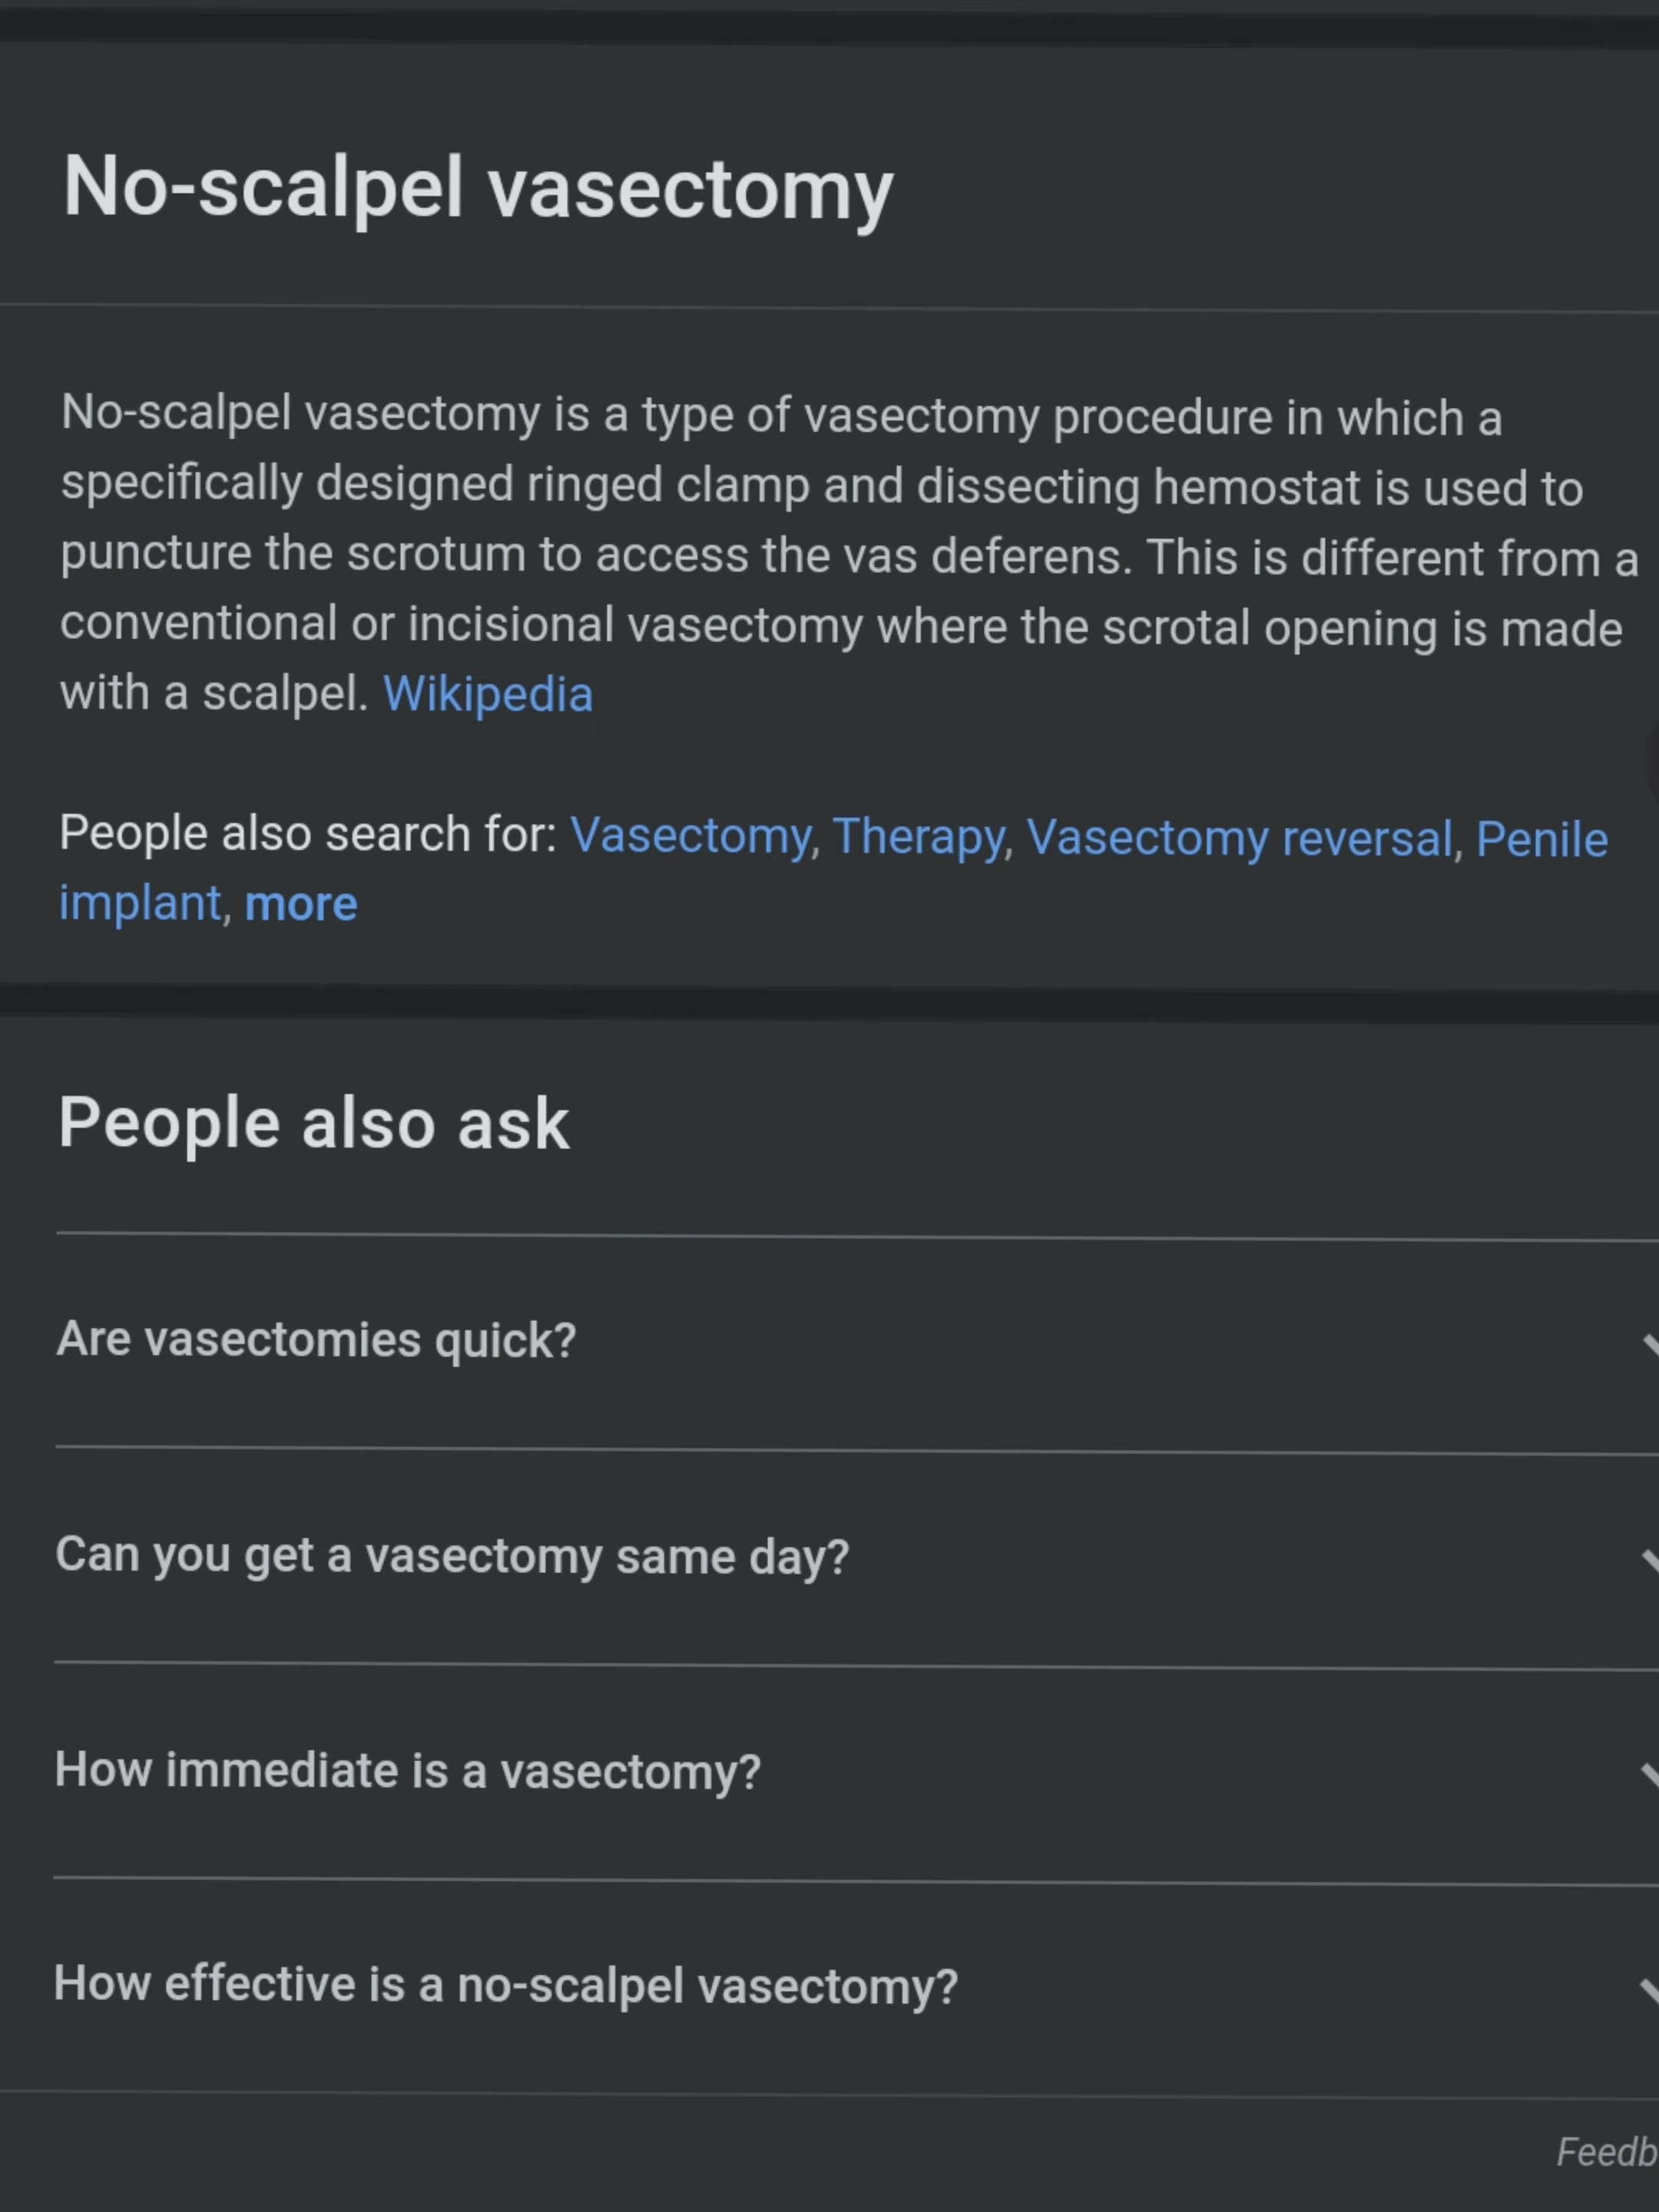 No-scalpel vasectomy
No-scalpel vasectomy is a type of vasectomy procedure in which a
specifically designed ringed clamp and dissecting hemostat is used to
puncture the scrotum to access the vas deferens. This is different from a
conventional or incisional vasectomy where the scrotal opening is made
with a scalpel. Wikipedia
People also search for: Vasectomy, Therapy, Vasectomy reversal, Penile
implant, more
People also ask
Are vasectomies quick?
Can you get a vasectomy same day?
How immediate is a vasectomy?
How effective is a no-scalpel vasectomy?
Feedb